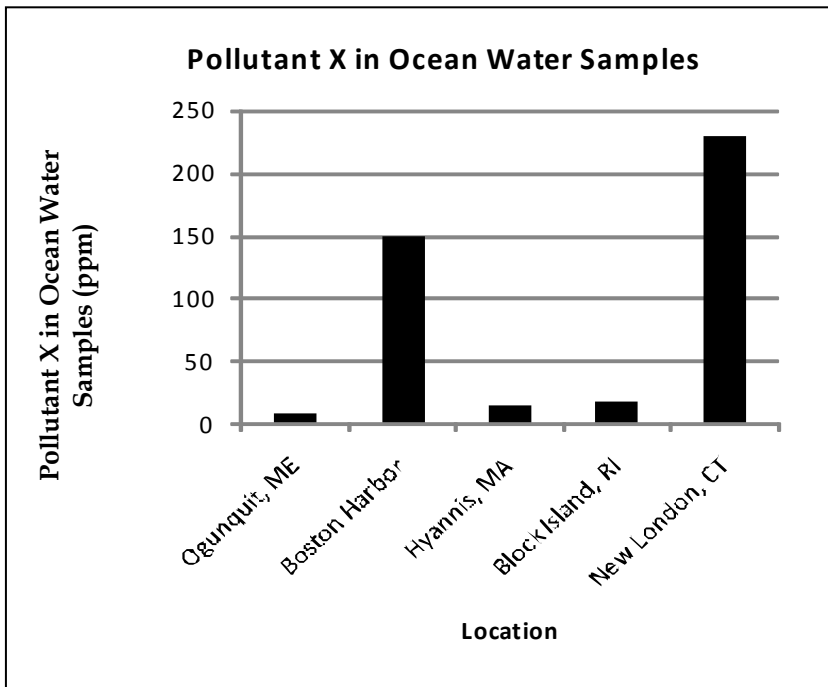 Pollutant X in Ocean Water Samples
Pollutant X in Ocean Water
Samples (ppm)
250
200
150
100
50
0
Ogunquit, ME
Boston Harbor
Hyannis, MA
Block Island, RI
New London, CT
Location